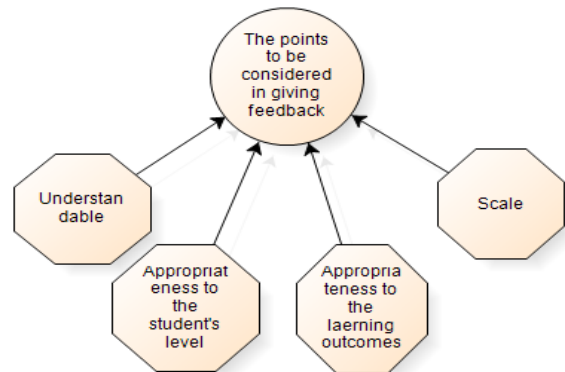 The points
to be
considered
in giving
feedback
Understan
dable
Scale
Appropriat
eness to
the
student's
level
Appropria
teness to
the
laerning
outcomes